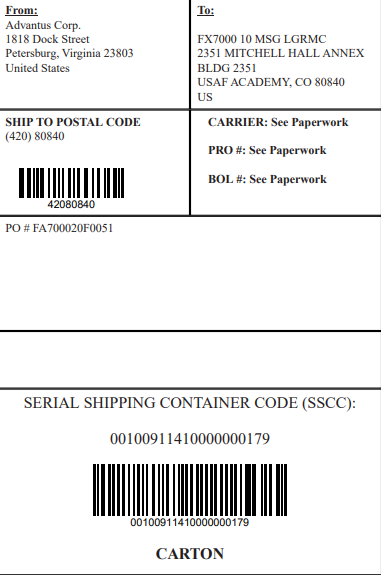 From:
Advantus Corp.
1818 Dock Street
Petersburg, Virginia 23803
United States
To:
FX7000 10 MSG LGRMC
2351 MITCHELL HALL ANNEX
BLDG 2351
USAF ACADEMY, CO 80840
US
SHIP TO POSTAL CODE
(420) 80840
42080840
CARRIER: See Paperwork
PRO #: See Paperwork
BOL #: See Paperwork
PO # FA700020F0051
SERIAL SHIPPING CONTAINER CODE (SSCC):
00100911410000000179
00100911410000000179
CARTON